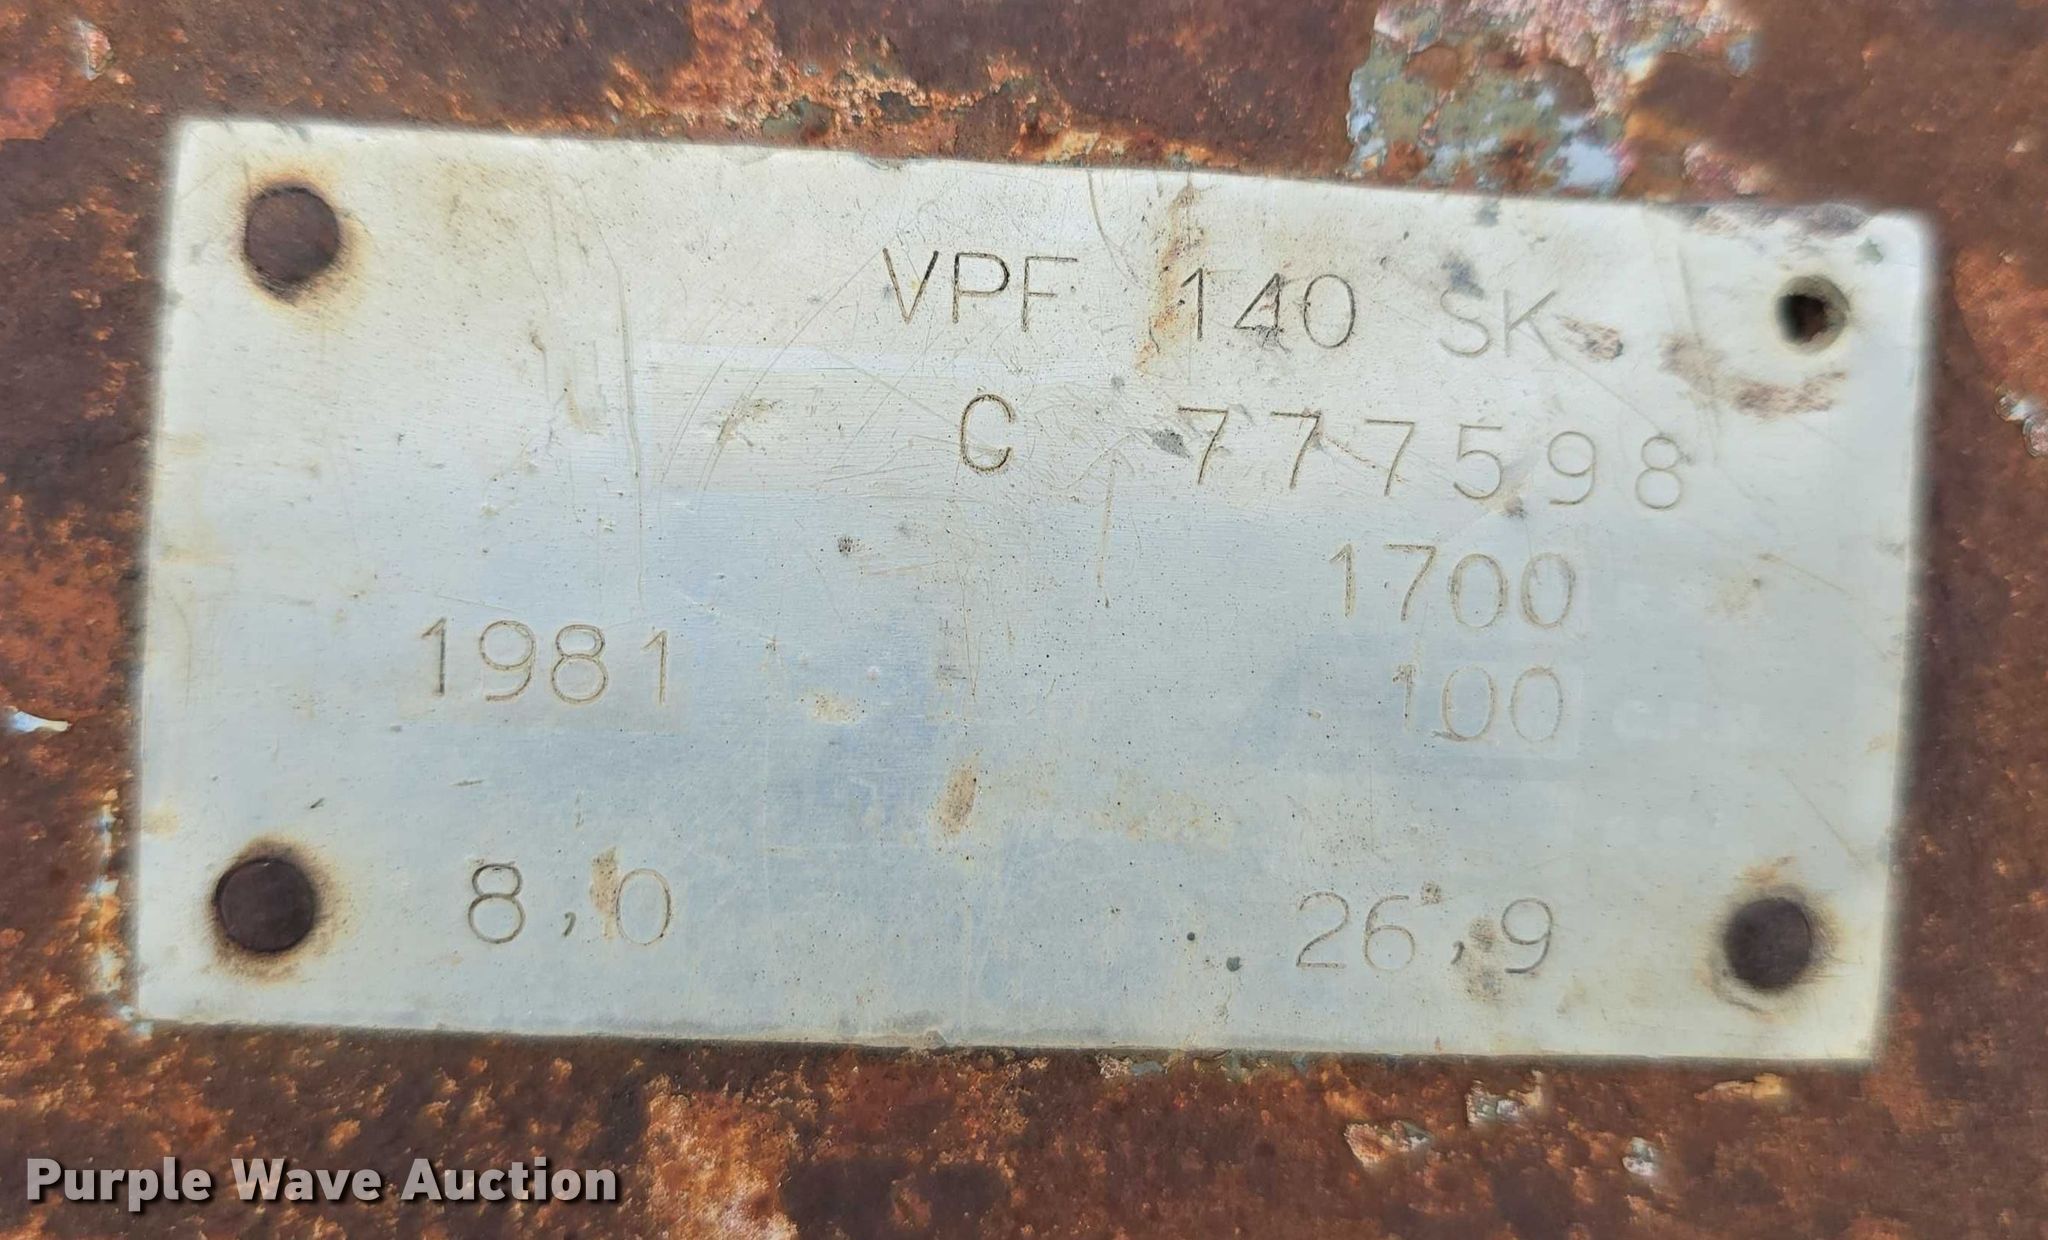 VPF 140 SK
C 777598
1700
1981 100
8,0 26,9
Purple Wave Auction